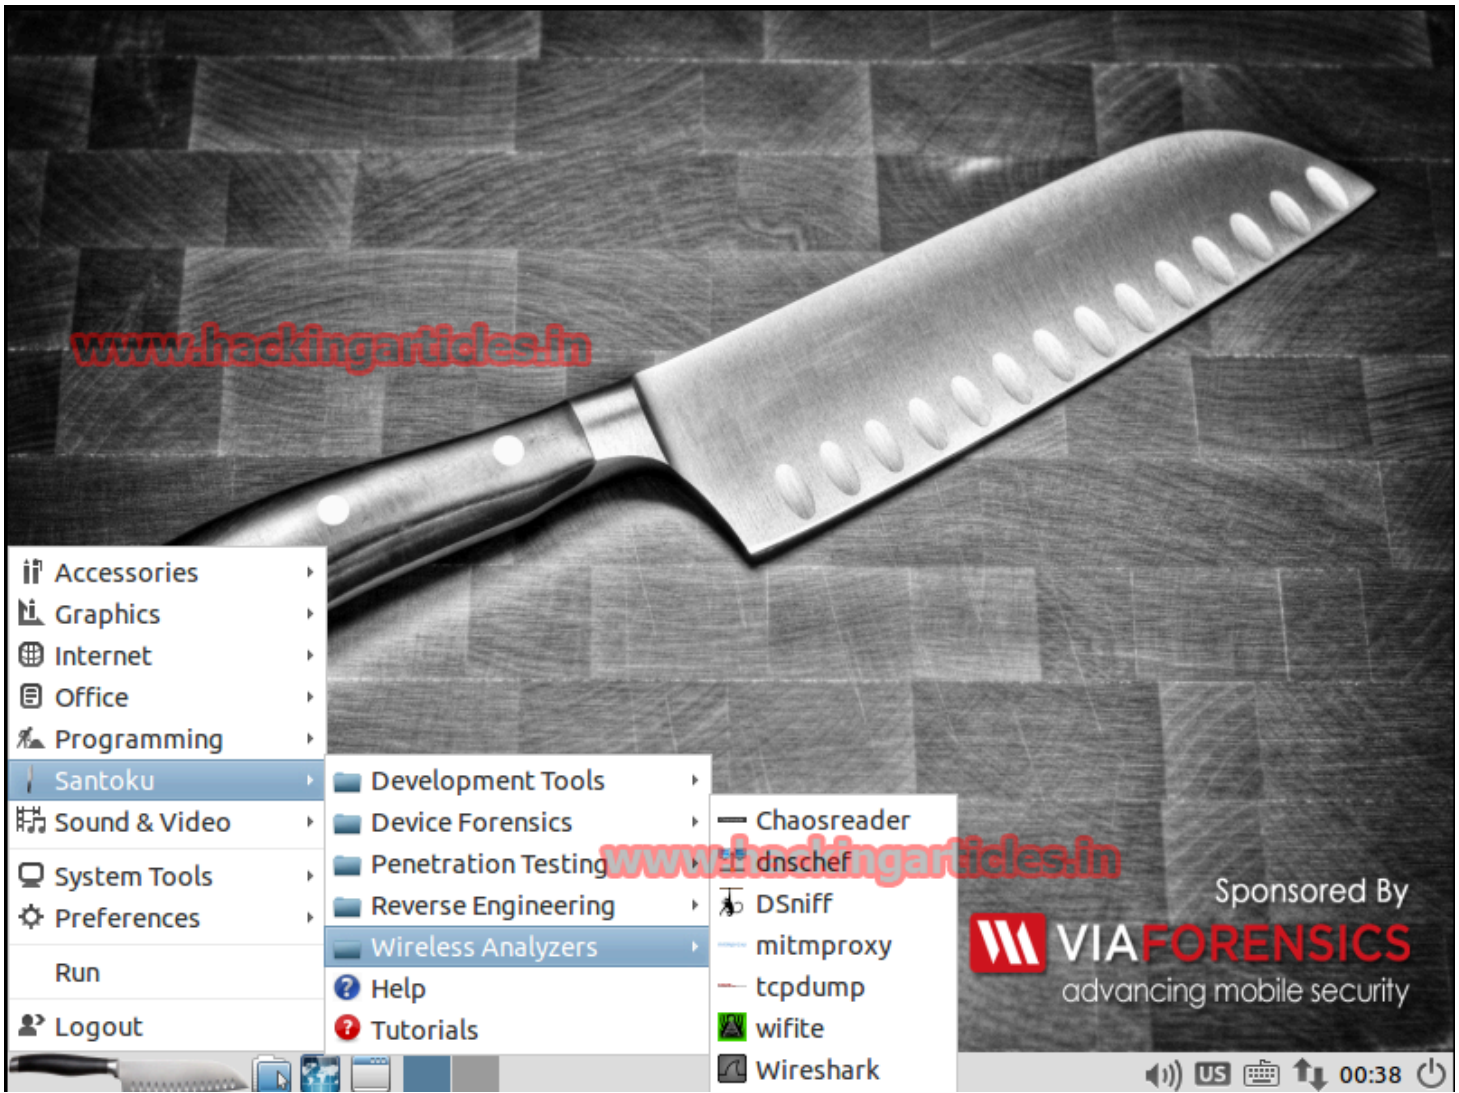 www.hackingarticles.in
Accessories
Graphics
Internet
Office
Programming
Santoku
Sound & Video
System Tools
Preferences
Run
Logout
Development Tools
Device Forensics
Penetration Testing
Reverse Engineering
Wireless Analyzers
Help
Tutorials
Chaosreader
dnschef
DSniff
mitmproxy
tcpdump
wifite
Wireshark
www.hackingarticles.in
Sponsored By
VIAFORENSICS
advancing mobile security
US
00:38